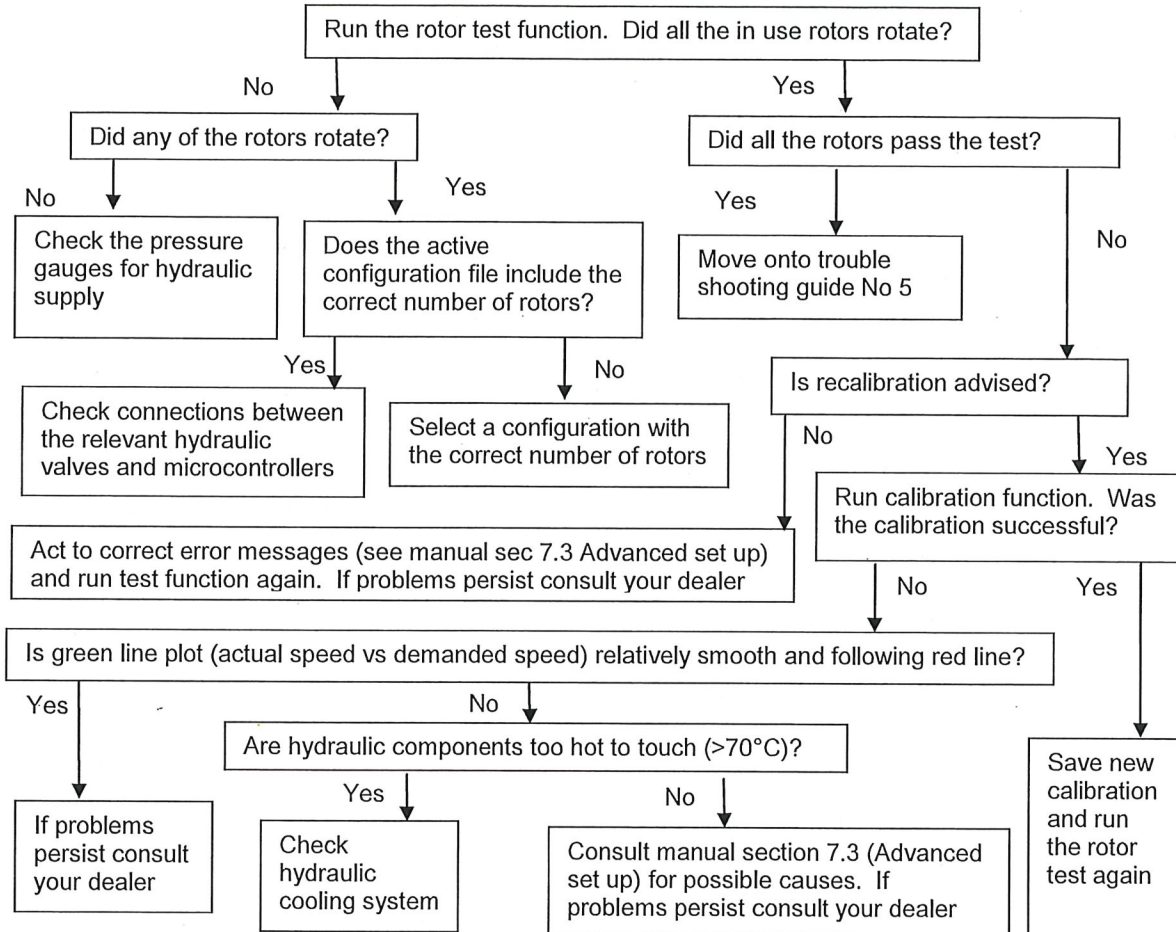 Run the rotor test function. Did all the in use rotors rotate?
No
Yes
Did any of the rotors rotate?
Did all the rotors pass the test?
No
Yes
Yes
No
Check the pressure
gauges for hydraulic
supply
Does the active
configuration file include the
correct number of rotors?
Move onto trouble
shooting guide No 5
Yes
No
Is recalibration advised?
Check connections between
the relevant hydraulic
valves and microcontrollers
Select a configuration with
the correct number of rotors
No
Yes
Run calibration function. Was
the calibration successful?
Act to correct error messages (see manual sec 7.3 Advanced set up)
and run test function again. If problems persist consult your dealer
No
Yes
Is green line plot (actual speed vs demanded speed) relatively smooth and following red line?
Yes
No
Are hydraulic components too hot to touch (>70°C)?
Yes
No
If problems
persist consult
your dealer
Check
hydraulic
cooling system
Consult manual section 7.3 (Advanced
set up) for possible causes. If
problems persist consult your dealer
Save new
calibration
and run
the rotor
test again